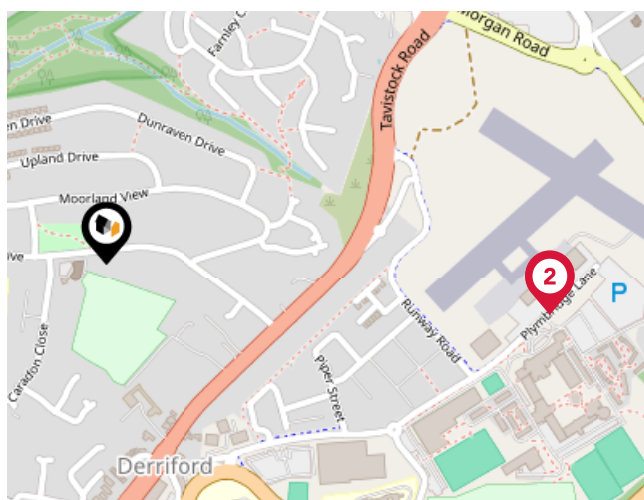 Farnley C
Tavistock Road
Morgan Road
en Drive
Dunraven Drive
Upland Drive
Moorland View
ive
2
Plymbridge Lane
P
Runway Road
Caradon Close
Piper Street
Derriford